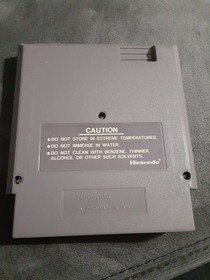 CAUTION
• DO NOT STORE IN EXTREME TEMPERATURES.
• DO NOT IMMERSE IN WATER.
• DO NOT CLEAN WITH BENZENE, THINNER,
ALCOHOL OR OTHER SUCH SOLVENTS.
Nintendo